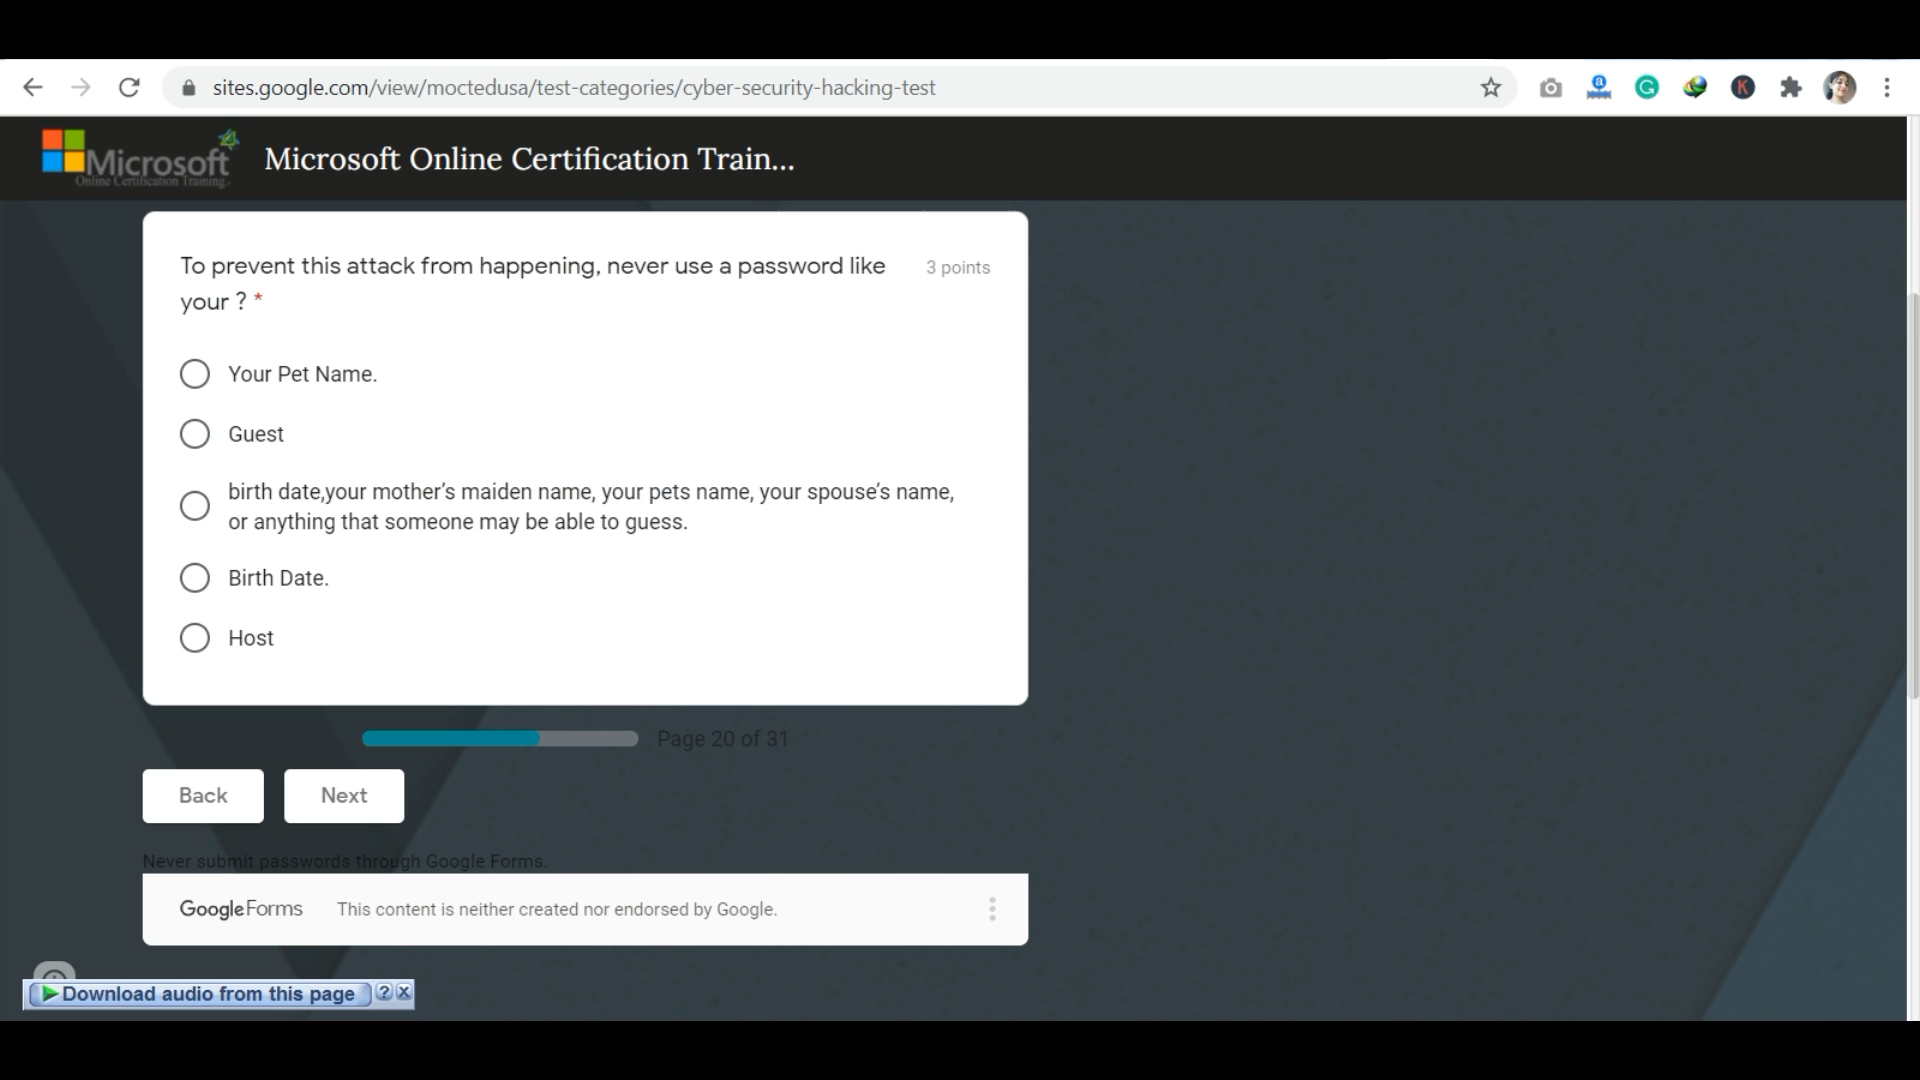 sites.google.com/view/moctedusa/test-categories/cyber-security-hacking-test
Microsoft
Online Certification Training.
Microsoft Online Certification Train...
To prevent this attack from happening, never use a password like
your ? *
3 points
Your Pet Name.
Guest
birth date,your mother’s maiden name, your pets name, your spouse’s name,
or anything that someone may be able to guess.
Birth Date.
Host
Page 20 of 31
Back
Next
Never submit passwords through Google Forms.
Google Forms
This content is neither created nor endorsed by Google.
Download audio from this page